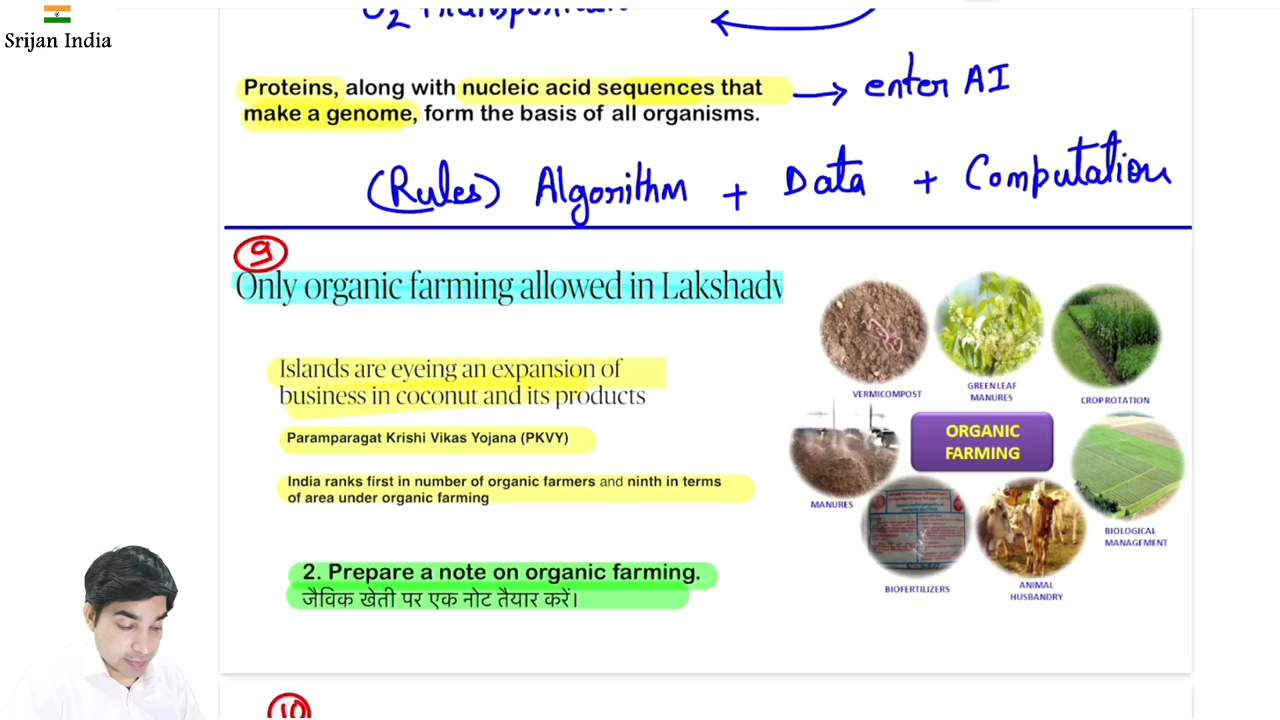 Srijan India
O2
Proteins, along with nucleic acid sequences that → enter AI
make a genome, form the basis of all organisms.
(Rules) Algorithm + Data + Computation
9
Only organic farming allowed in Lakshadw
Islands are eyeing an expansion of
business in coconut and its products
Paramparagat Krishi Vikas Yojana (PKVY)
India ranks first in number of organic farmers and ninth in terms
of area under organic farming
2. Prepare a note on organic farming.
जैविक खेती पर एक नोट तैयार करें।
VERMICOMPOST
GREEN LEAF
MANURES
CROP ROTATION
ORGANIC
FARMING
MANURES
BIOLOGICAL
MANAGEMENT
BIOFERTILIZERS
ANIMAL
HUSBANDRY
10